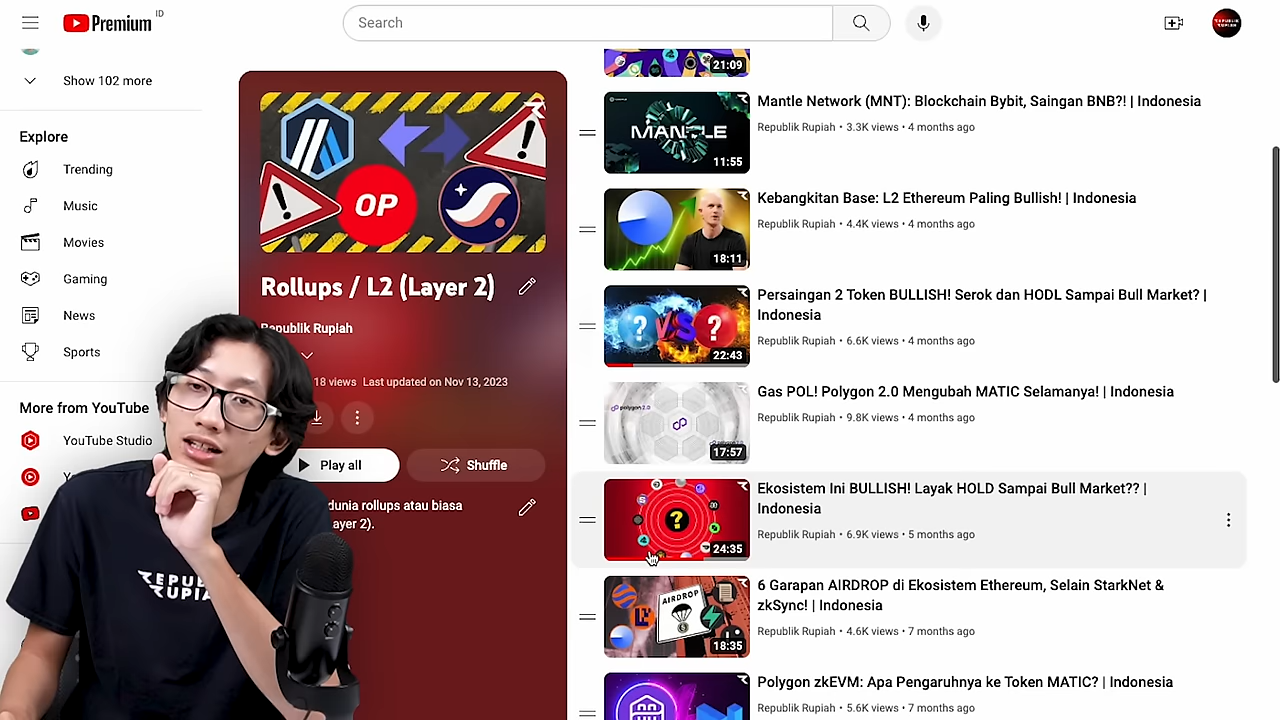 Premium
ID
Search
Show 102 more
Explore
Trending
Music
Movies
Gaming
News
Sports
More from YouTube
YouTube Studio
OP
Rollups / L2 (Layer 2)
Republik Rupiah
18 views Last updated on Nov 13, 2023
Play all
Shuffle
dunia rollups atau biasa
ayer 2).
REPUBLIK
RUPIAH
21:09
MANTLE
11:55
Mantle Network (MNT): Blockchain Bybit, Saingan BNB?! | Indonesia
Republik Rupiah • 3.3K views • 4 months ago
18:11
Kebangkitan Base: L2 Ethereum Paling Bullish! | Indonesia
Republik Rupiah • 4.4K views • 4 months ago
? VS ?
22:43
Persaingan 2 Token BULLISH! Serok dan HODL Sampai Bull Market? |
Indonesia
Republik Rupiah • 6.6K views • 4 months ago
polygon 2.0
17:57
Gas POL! Polygon 2.0 Mengubah MATIC Selamanya! | Indonesia
Republik Rupiah • 9.8K views • 4 months ago
?
24:35
Ekosistem Ini BULLISH! Layak HOLD Sampai Bull Market?? |
Indonesia
Republik Rupiah • 6.9K views • 5 months ago
AIRDROP
18:35
6 Garapan AIRDROP di Ekosistem Ethereum, Selain StarkNet &
zkSync! | Indonesia
Republik Rupiah • 4.6K views • 7 months ago
Polygon zkEVM: Apa Pengaruhnya ke Token MATIC? | Indonesia
Republik Rupiah • 5.6K views • 7 months ago